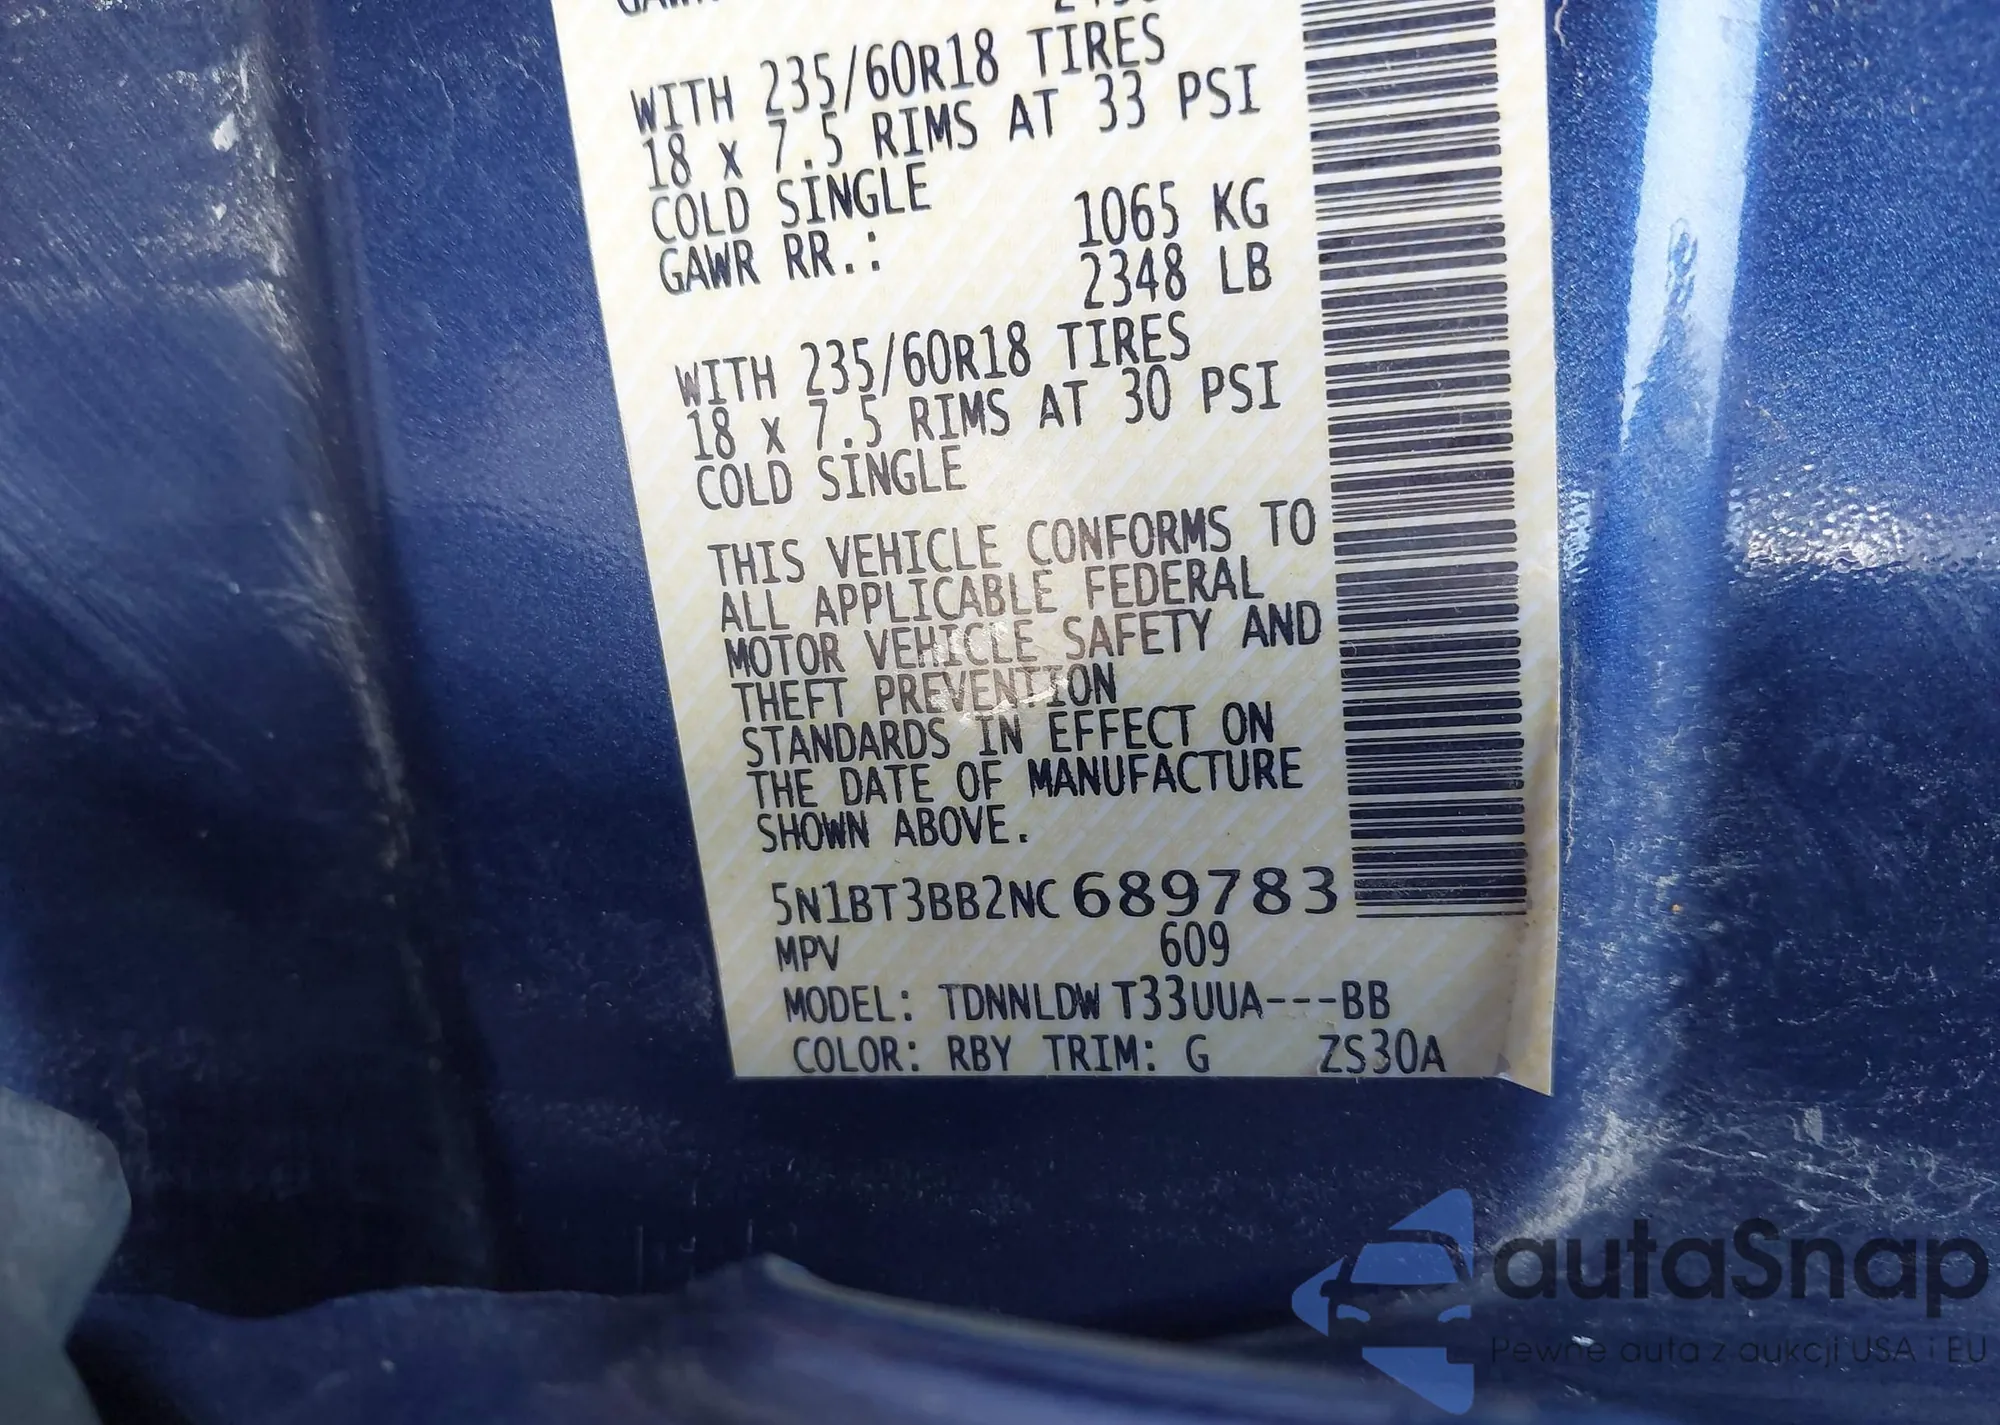 WITH 235/60R18 TIRES
18 x 7.5 RIMS AT 33 PSI
COLD SINGLE
GAWR RR.: 1065 KG
2348 LB
WITH 235/60R18 TIRES
18 x 7.5 RIMS AT 30 PSI
COLD SINGLE
THIS VEHICLE CONFORMS TO
ALL APPLICABLE FEDERAL
MOTOR VEHICLE SAFETY AND
THEFT PREVENTION
STANDARDS IN EFFECT ON
THE DATE OF MANUFACTURE
SHOWN ABOVE.
5N1BT3BB2NC689783
MPV 609
MODEL: TDNNLDW T33UUA---BB
COLOR: RBY TRIM: G ZS30A
autaSnap
Pewne auta z aukcji USA i EU